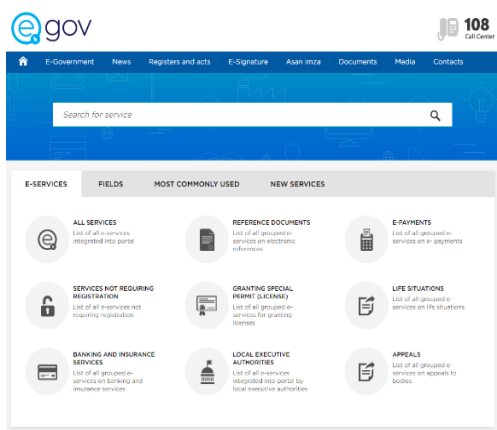 e gov
108
Call Center
E-Government News Registers and acts E-Signature Asan imza Documents Media Contacts
Search for service
E-SERVICES FIELDS MOST COMMONLY USED NEW SERVICES
ALL SERVICES
List of all e-services
integrated into portal
REFERENCE DOCUMENTS
List of all grouped e-
services on electronic
references
E-PAYMENTS
List of all grouped e-
services on e- payments
SERVICES NOT REQUIRING
REGISTRATION
List of all e-services not
requiring registration
GRANTING SPECIAL
PERMIT (LICENSE)
List of all grouped e-
services for granting
licenses
LIFE SITUATIONS
List of all grouped e-
services on life situations
BANKING AND INSURANCE
SERVICES
List of all grouped e-
services on banking and
insurance services
LOCAL EXECUTIVE
AUTHORITIES
List of all e-services
integrated into portal by
local executive authorities
APPEALS
List of all grouped e-
services on appeals to
bodies